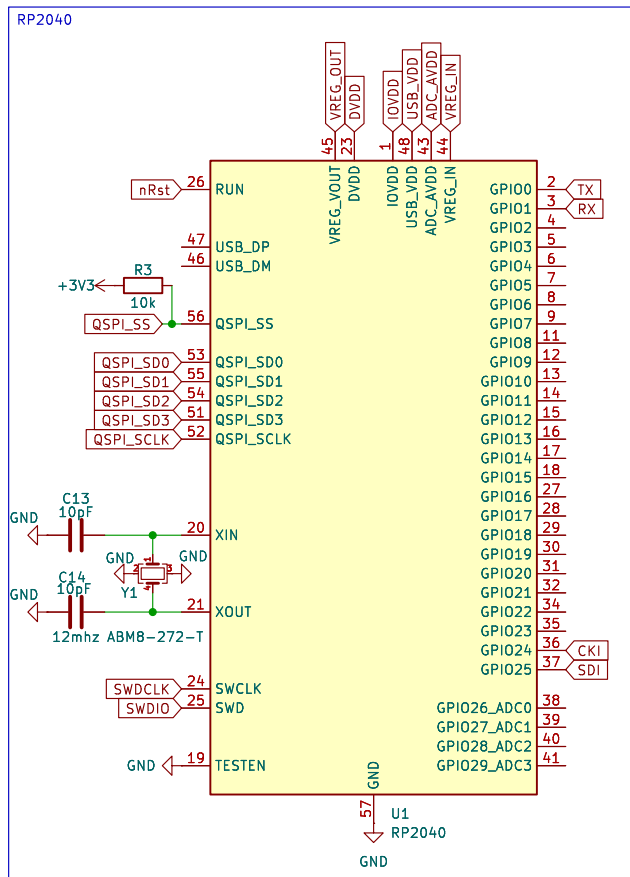 RP2040
VREG_OUT
DVDD
IOVDD
USB_VDD
ADC_AVDD
VREG_IN
45
23
1
48
43
44
VREG_VOUT
DVDD
IOVDD
USB_VDD
ADC_AVDD
VREG_IN
nRst 26 RUN
47 USB_DP
46 USB_DM
R3
+3V3
10k
QSPI_SS 56 QSPI_SS
QSPI_SD0 53 QSPI_SD0
QSPI_SD1 55 QSPI_SD1
QSPI_SD2 54 QSPI_SD2
QSPI_SD3 51 QSPI_SD3
QSPI_SCLK 52 QSPI_SCLK
C13
10pF
GND
20 XIN
GND
GND
1
2
3
4
Y1
C14
10pF
GND
21 XOUT
12mhz ABM8-272-T
SWDCLK 24 SWCLK
SWDIO 25 SWD
GND 19 TESTEN
GPIO0 2 TX
GPIO1 3 RX
GPIO2 4
GPIO3 5
GPIO4 6
GPIO5 7
GPIO6 8
GPIO7 9
GPIO8 11
GPIO9 12
GPIO10 13
GPIO11 14
GPIO12 15
GPIO13 16
GPIO14 17
GPIO15 18
GPIO16 27
GPIO17 28
GPIO18 29
GPIO19 30
GPIO20 31
GPIO21 32
GPIO22 34
GPIO23 35
GPIO24 36 CKI
GPIO25 37 SDI
GPIO26_ADC0 38
GPIO27_ADC1 39
GPIO28_ADC2 40
GPIO29_ADC3 41
GND
57
U1
RP2040
GND